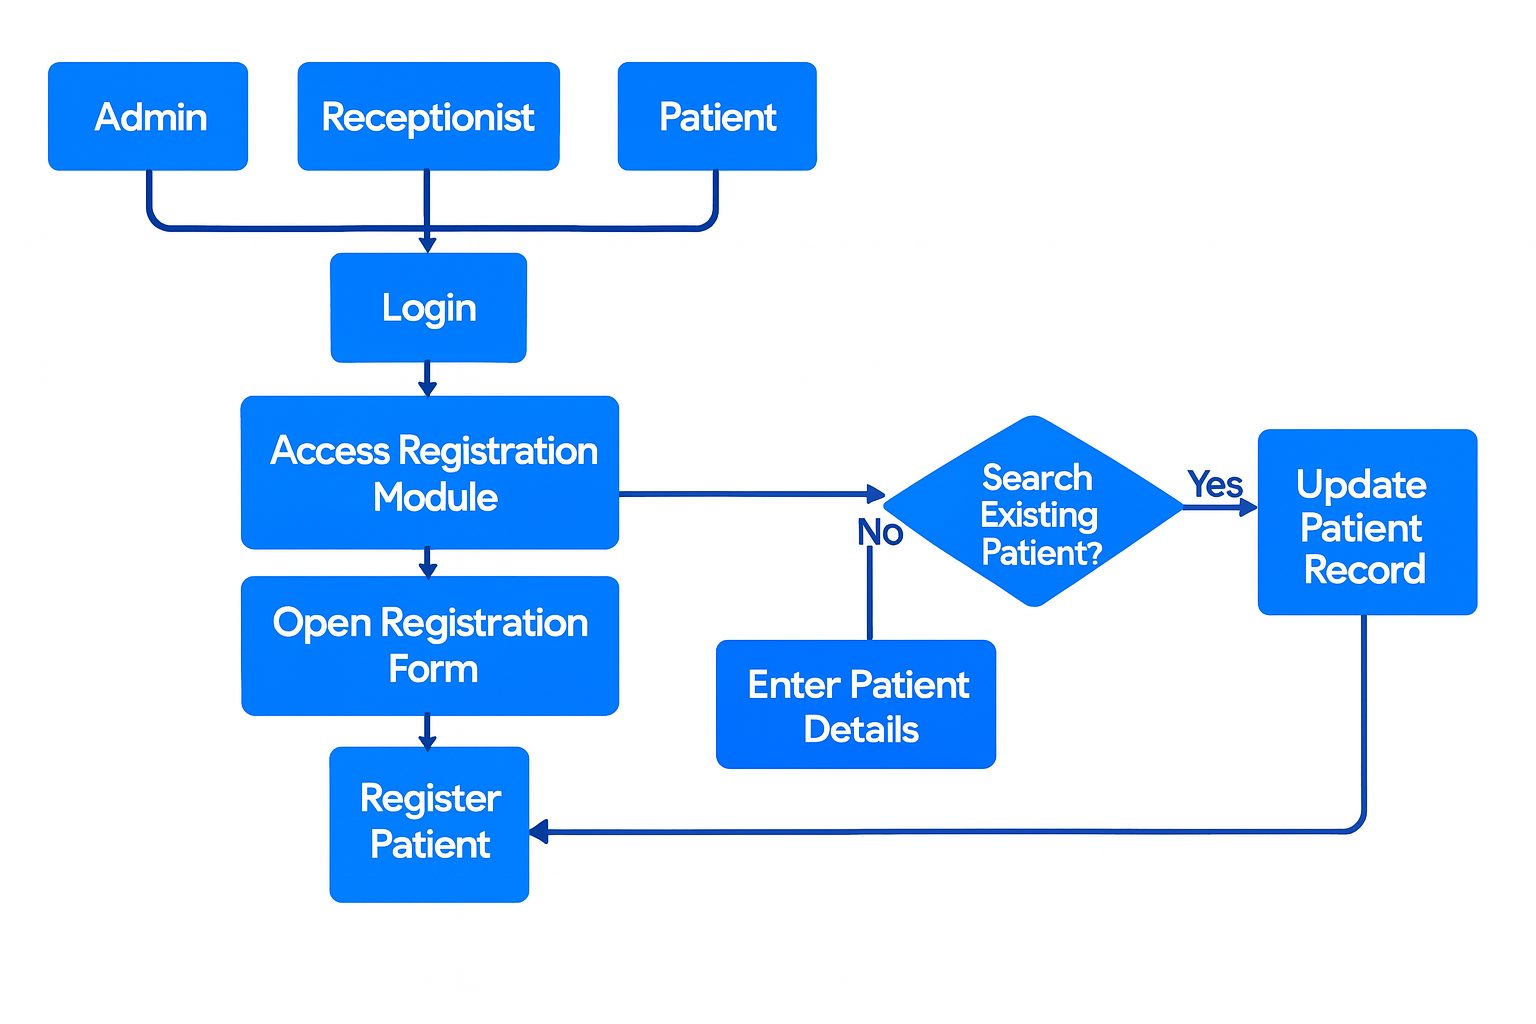 Admin
Receptionist
Patient
Login
Access Registration
Module
Search
Existing
Patient?
Yes
Update
Patient
Record
No
Open Registration
Form
Enter Patient
Details
Register
Patient